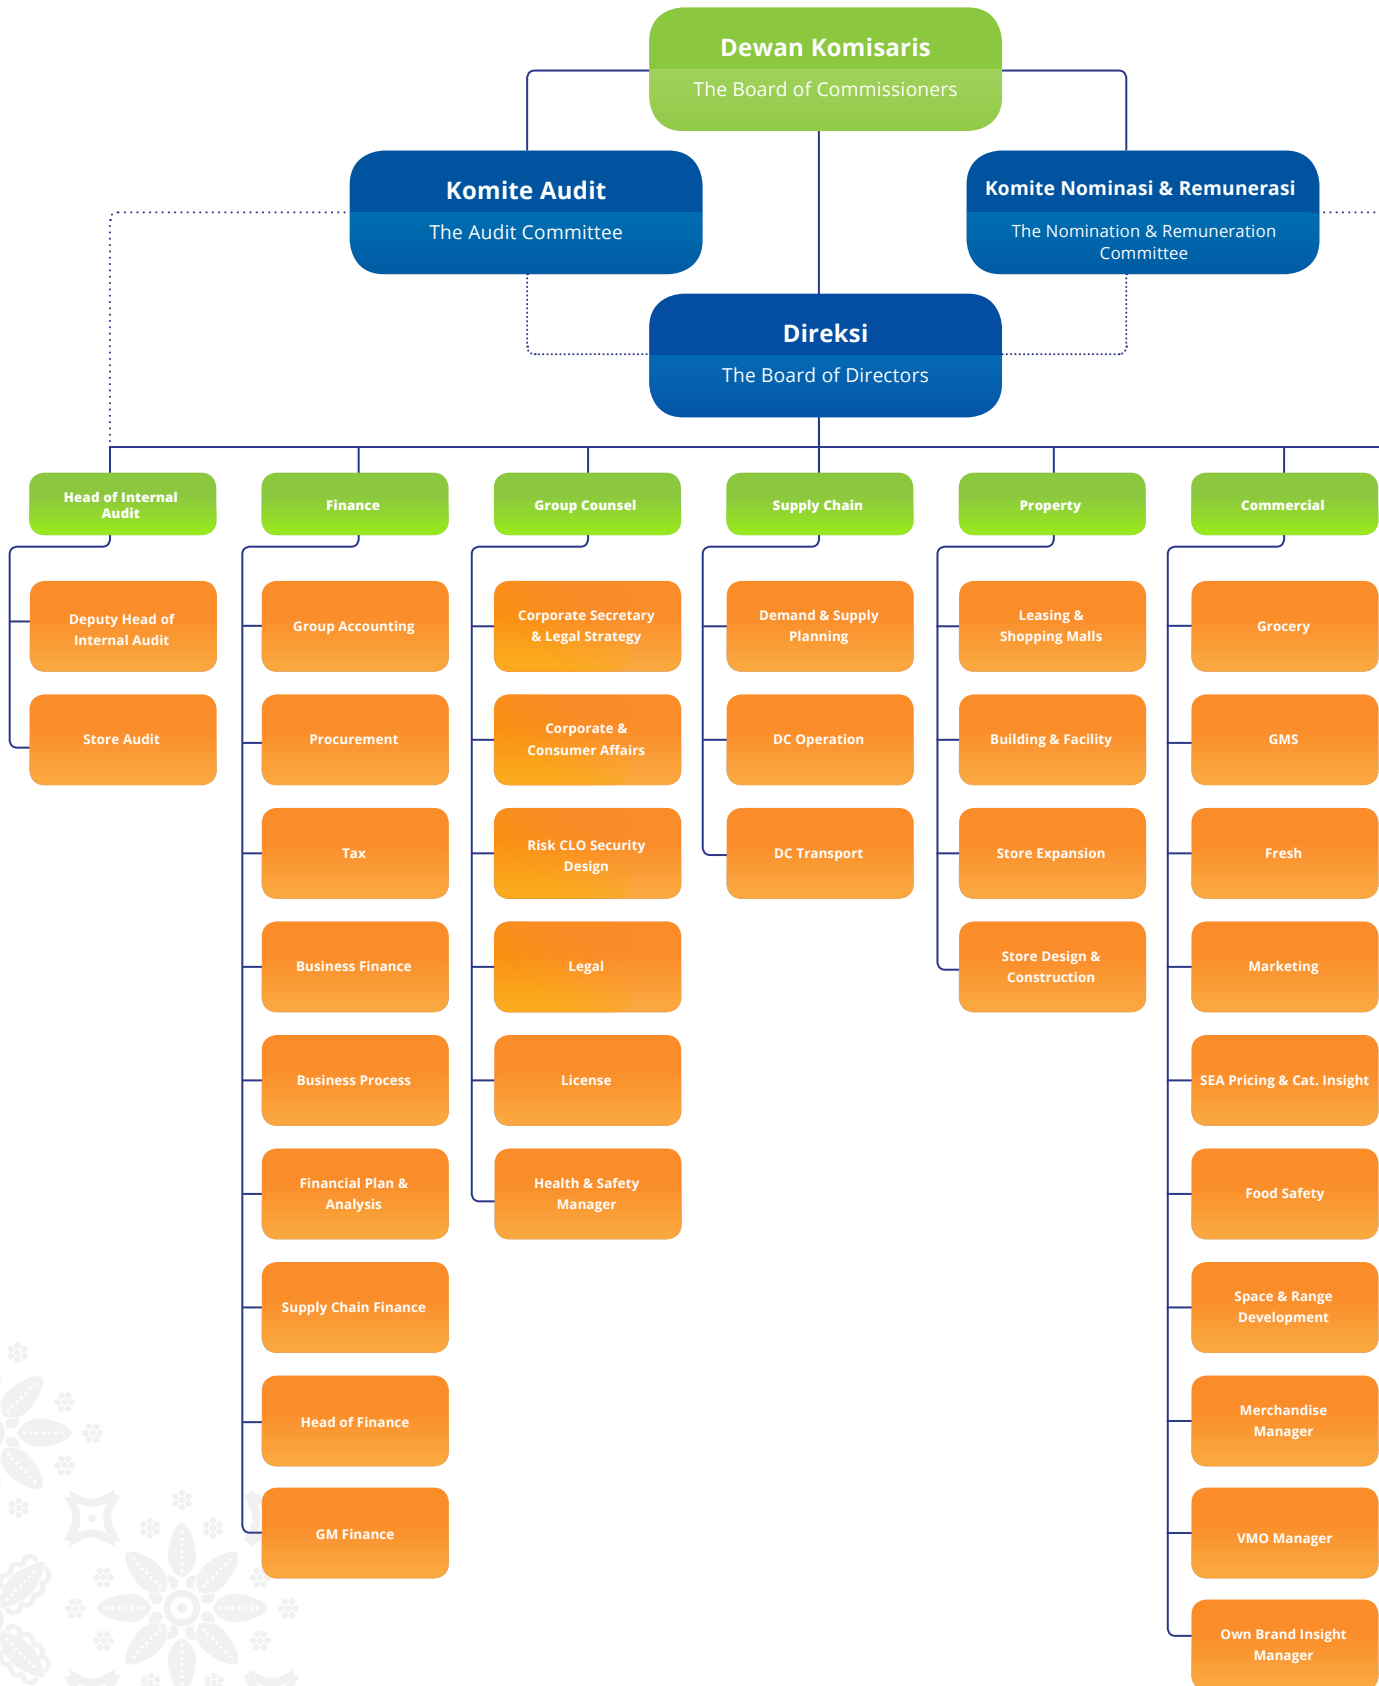 Dewan Komisaris
The Board of Commissioners
Komite Audit
The Audit Committee
Komite Nominasi & Remunerasi
The Nomination & Remuneration
Committee
Direksi
The Board of Directors
Head of Internal
Audit
Deputy Head of
Internal Audit
Store Audit
Finance
Group Accounting
Procurement
Tax
Business Finance
Business Process
Financial Plan &
Analysis
Supply Chain Finance
Head of Finance
GM Finance
Group Counsel
Corporate Secretary
& Legal Strategy
Corporate &
Consumer Affairs
Risk CLO Security
Design
Legal
License
Health & Safety
Manager
Supply Chain
Demand & Supply
Planning
DC Operation
DC Transport
Property
Leasing &
Shopping Malls
Building & Facility
Store Expansion
Store Design &
Construction
Commercial
Grocery
GMS
Fresh
Marketing
SEA Pricing & Cat. Insight
Food Safety
Space & Range
Development
Merchandise
Manager
VMO Manager
Own Brand Insight
Manager